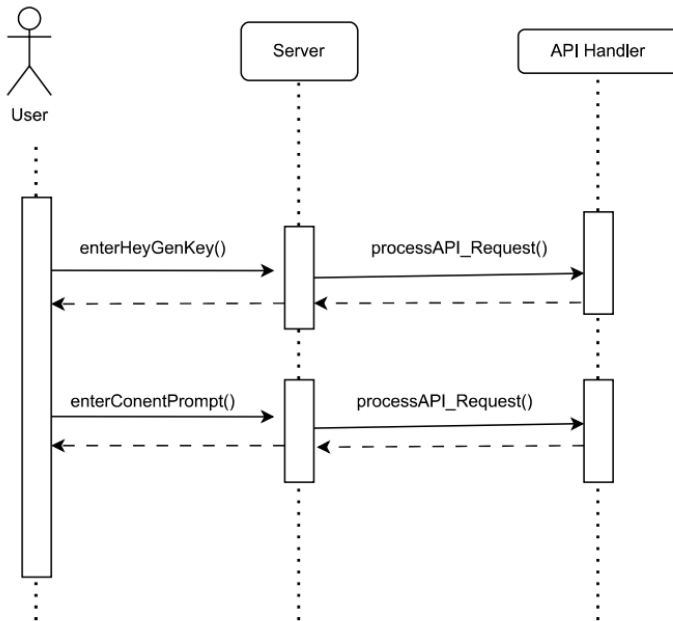 Server
API Handler
User
enterHeyGenKey()
processAPI_Request()
enterConentPrompt()
processAPI_Request()